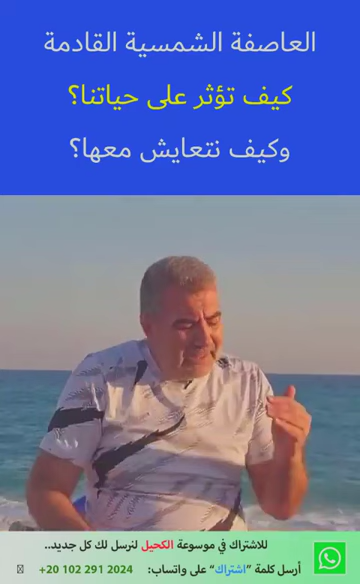 العاصفة الشمسية القادمة
كيف تؤثر على حياتنا؟
وكيف نتعايش معها؟
للاشتراك في موسوعة الكحيل لنرسل لك كل جديد..
أرسل كلمة "اشتراك" على واتساب: +20 102 291 2024